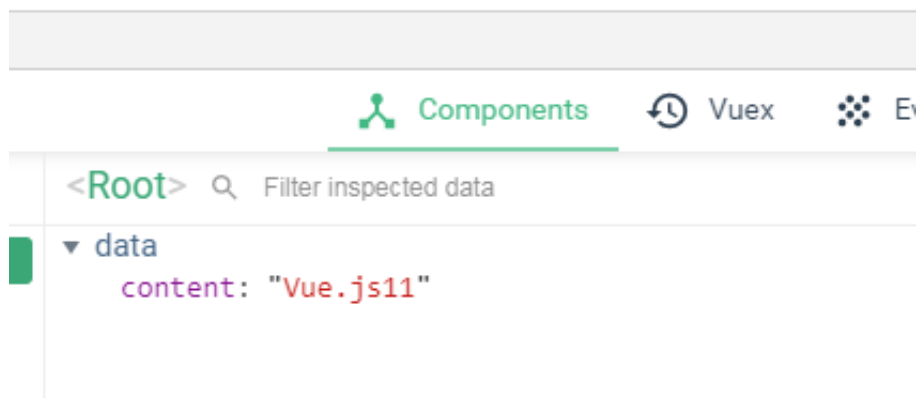 Components Vuex Ev
<Root> Filter inspected data
▾ data
content: "Vue.js11"